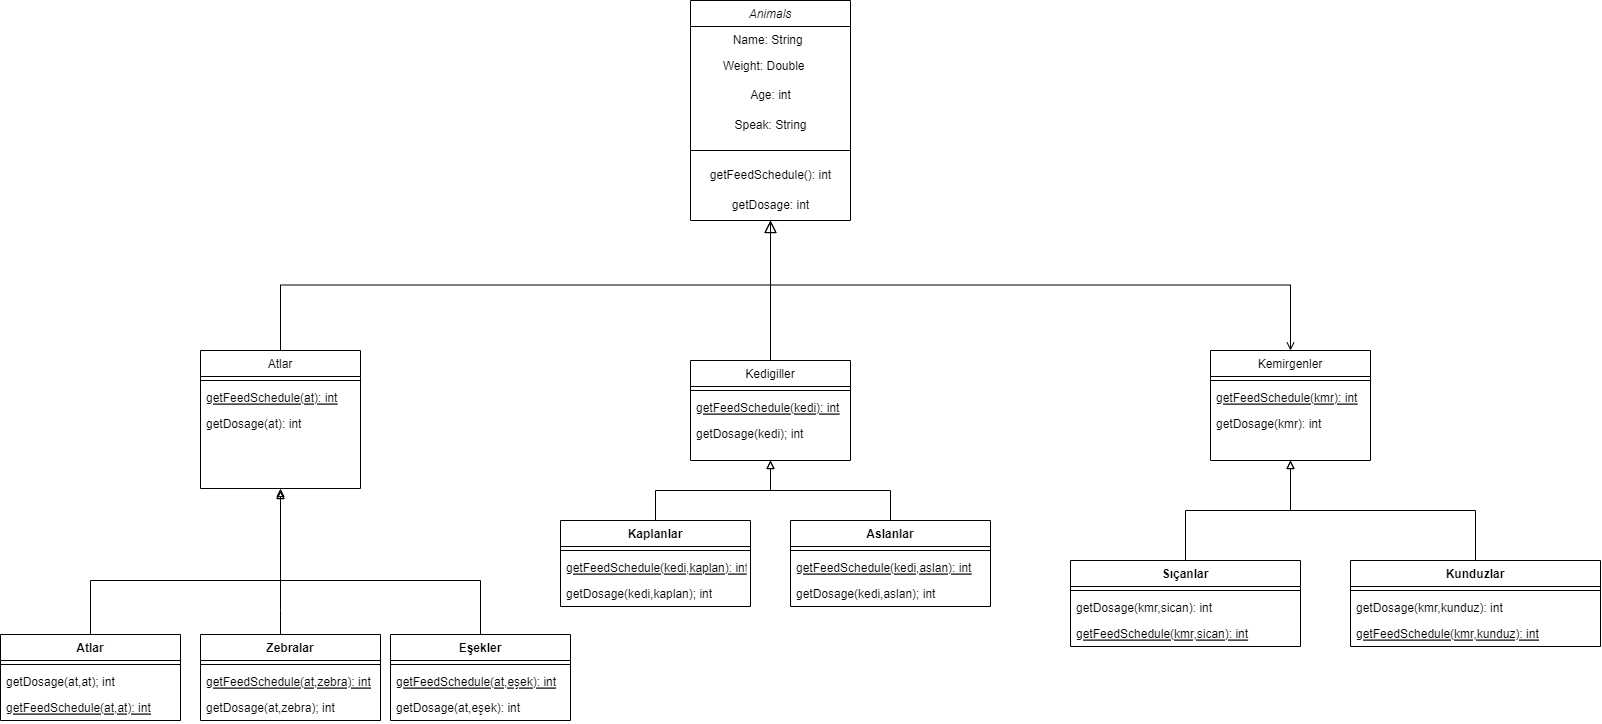 Animals
Name: String
Weight: Double
Age: int
Speak: String
getFeedSchedule(): int
getDosage: int
Atlar
getFeedSchedule(at): int
getDosage(at): int
Kedigiller
getFeedSchedule(kedi): int
getDosage(kedi); int
Kemirgenler
getFeedSchedule(kmr): int
getDosage(kmr): int
Kaplanlar
getFeedSchedule(kedi,kaplan): int
getDosage(kedi,kaplan); int
Aslanlar
getFeedSchedule(kedi,aslan): int
getDosage(kedi,aslan); int
Sıçanlar
getDosage(kmr,sican): int
getFeedSchedule(kmr,sican): int
Kunduzlar
getDosage(kmr,kunduz): int
getFeedSchedule(kmr,kunduz): int
Atlar
getDosage(at,at); int
getFeedSchedule(at,at): int
Zebralar
getFeedSchedule(at,zebra): int
getDosage(at,zebra); int
Eşekler
getFeedSchedule(at,eşek): int
getDosage(at,eşek): int